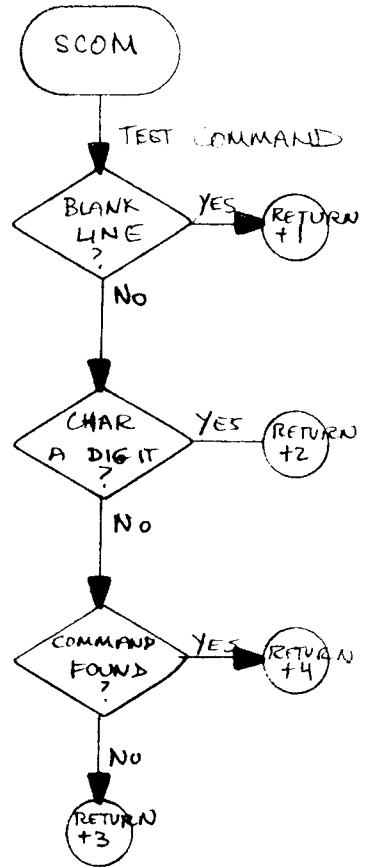 SCOM
TEST COMMAND
BLANK
LINE
?
YES
RETURN
+1
NO
CHAR
A DIGIT
?
YES
RETURN
+2
NO
COMMAND
FOUND
?
YES
RETURN
+4
NO
RETURN
+3